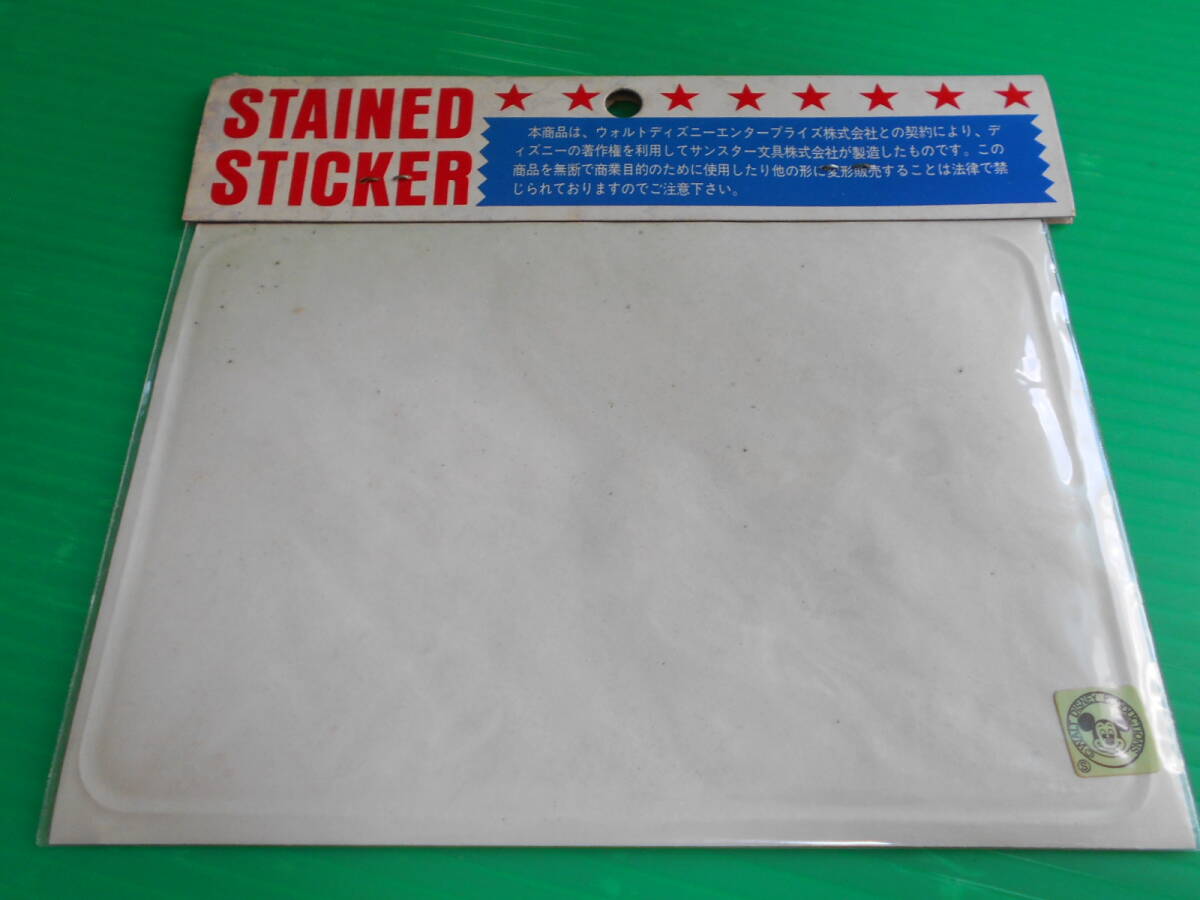 STAINED
STICKER
本商品は、ウォルトディズニーエンタープライズ株式会社との契約により、デ
ィズニーの著作権を利用してサンスター文具株式会社が製造したものです。この
商品を無断で商業目的のために使用したり他の形に変形販売することは法律で禁
じられておりますのでご注意下さい。
© WALT DISNEY PRODUCTIONS
Ⓢ